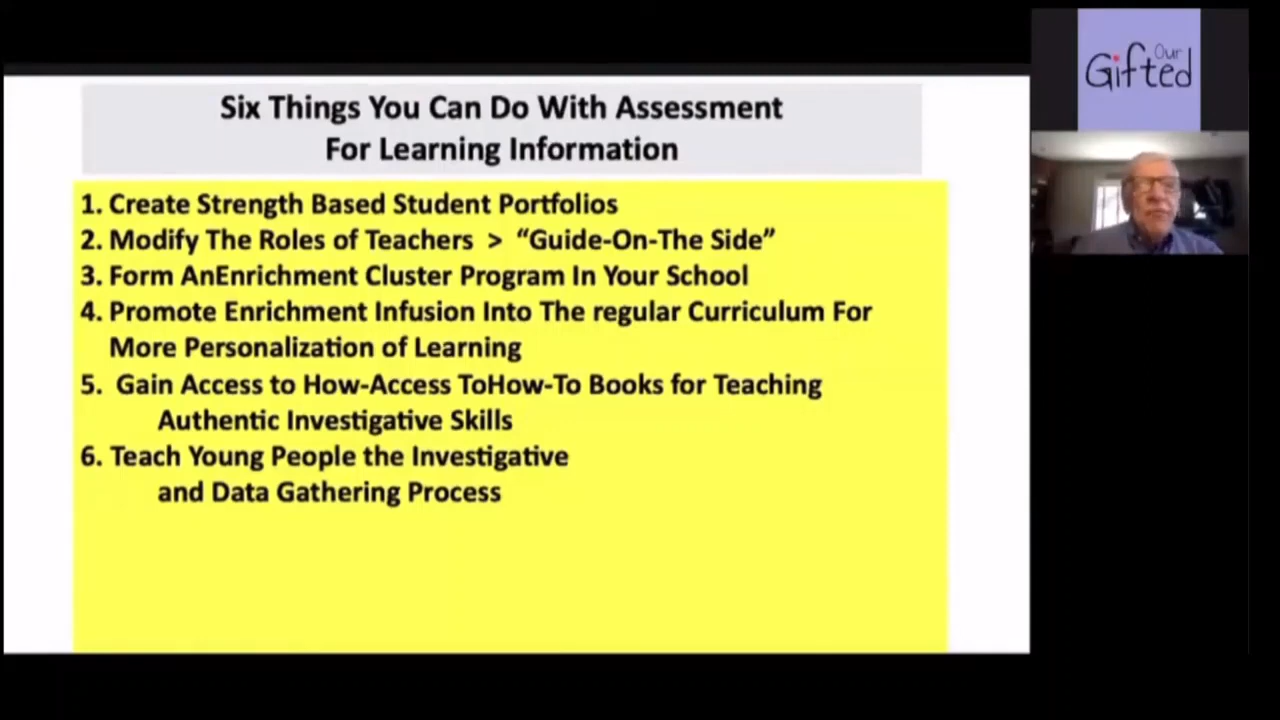 Six Things You Can Do With Assessment
For Learning Information
1. Create Strength Based Student Portfolios
2. Modify The Roles of Teachers > “Guide-On-The Side”
3. Form AnEnrichment Cluster Program In Your School
4. Promote Enrichment Infusion Into The regular Curriculum For
More Personalization of Learning
5. Gain Access to How-Access ToHow-To Books for Teaching
Authentic Investigative Skills
6. Teach Young People the Investigative
and Data Gathering Process
Our
Gifted